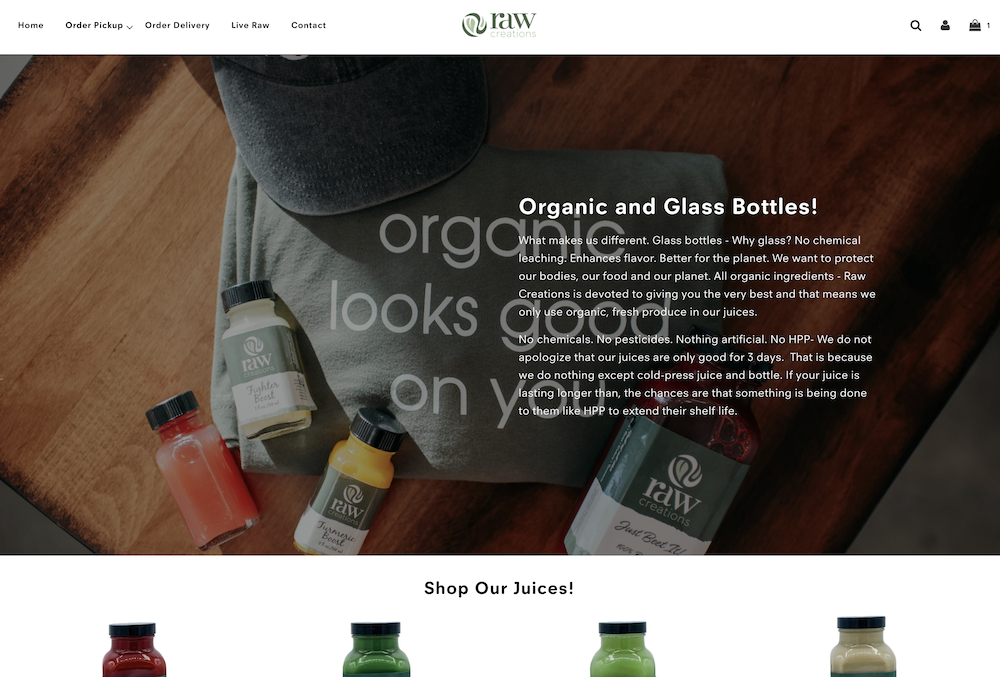 Home
Order Pickup
Order Delivery
Live Raw
Contact
raw
creations
1
organic
looks good
on you
Organic and Glass Bottles!
What makes us different. Glass bottles - Why glass? No chemical
leaching. Enhances flavor. Better for the planet. We want to protect
our bodies, our food and our planet. All organic ingredients - Raw
Creations is devoted to giving you the very best and that means we
only use organic, fresh produce in our juices.
No chemicals. No pesticides. Nothing artificial. No HPP- We do not
apologize that our juices are only good for 3 days.  That is because
we do nothing except cold-press juice and bottle. If your juice is
lasting longer than, the chances are that something is being done
to them like HPP to extend their shelf life.
raw
Fighter
Boost
raw
creations
Turmeric
Boost
raw
creations
Just Beet It!
Shop Our Juices!